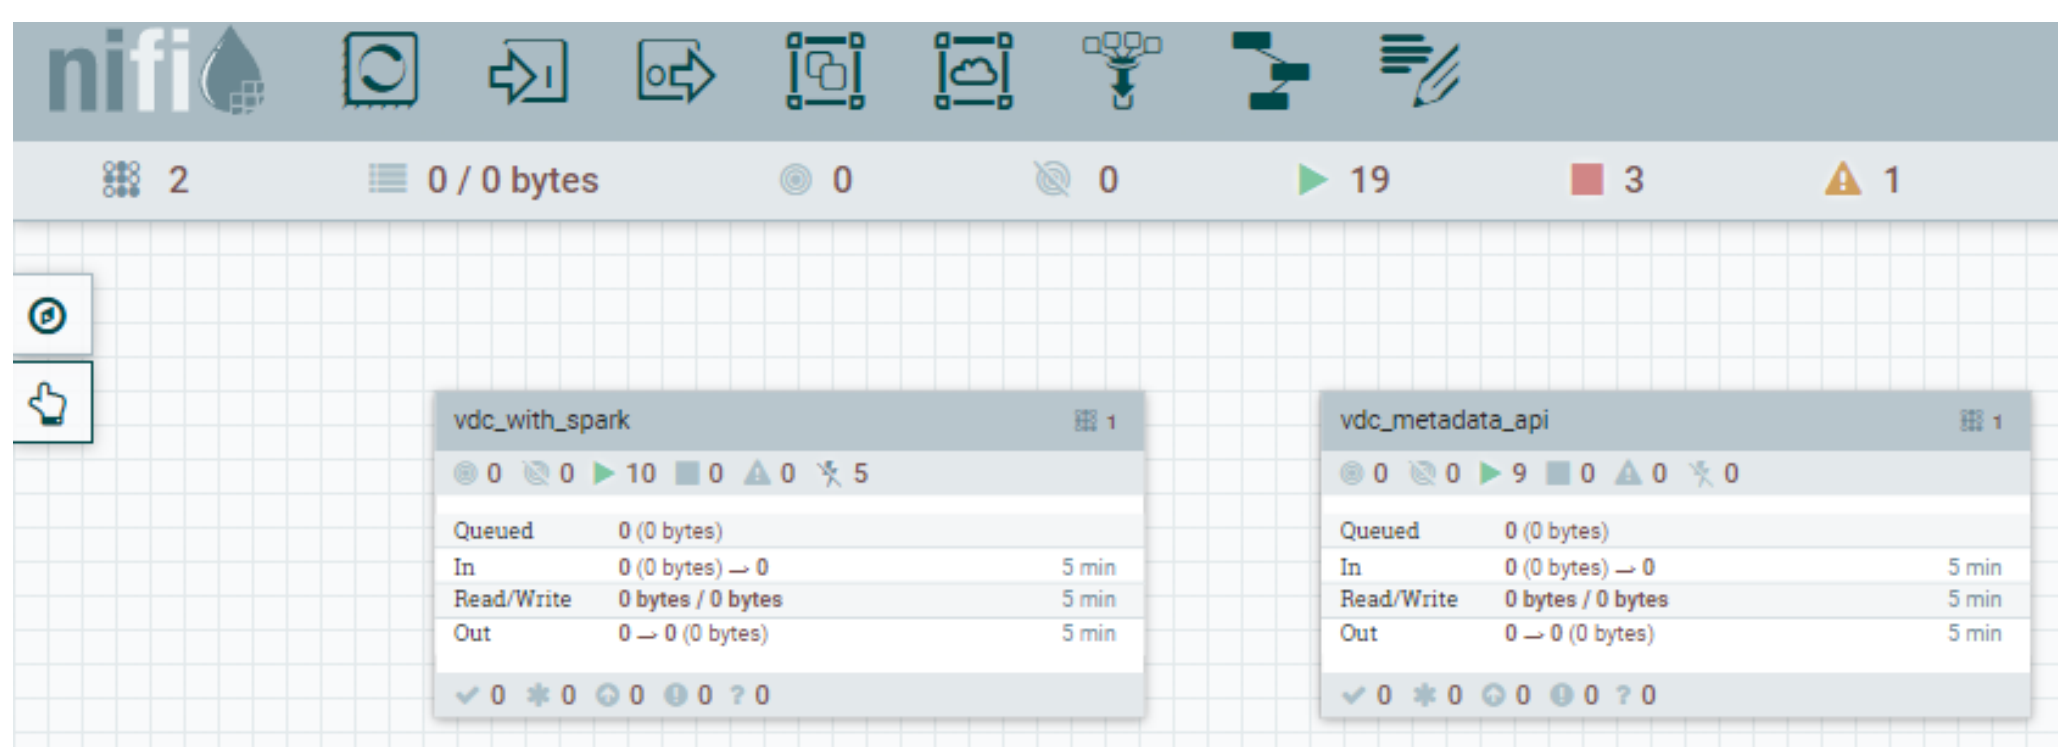 nifi
2 0 / 0 bytes 0 0 19 3 1
vdc_with_spark 1
0 0 10 0 0 5
Queued 0 (0 bytes)
In 0 (0 bytes) → 0 5 min
Read/Write 0 bytes / 0 bytes 5 min
Out 0 → 0 (0 bytes) 5 min
0 0 0 0 ? 0
vdc_metadata_api 1
0 0 9 0 0 0
Queued 0 (0 bytes)
In 0 (0 bytes) → 0 5 min
Read/Write 0 bytes / 0 bytes 5 min
Out 0 → 0 (0 bytes) 5 min
0 0 0 0 ? 0